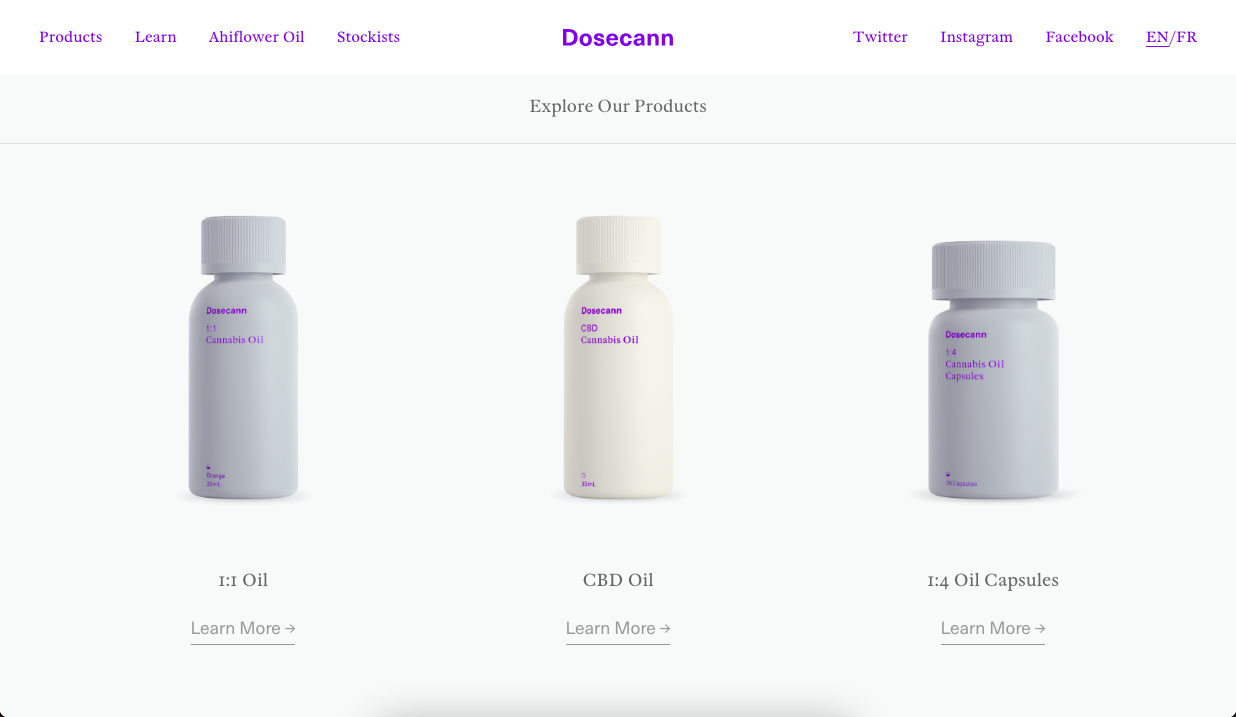 Products Learn Ahiflower Oil Stockists Dosecann Twitter Instagram Facebook EN/FR
Explore Our Products
Dosecann
1:1
Cannabis Oil
Orange
30mL
Dosecann
CBD
Cannabis Oil
30mL
Dosecann
1:4
Cannabis Oil
Capsules
Capsules
1:1 Oil
Learn More →
CBD Oil
Learn More →
1:4 Oil Capsules
Learn More →